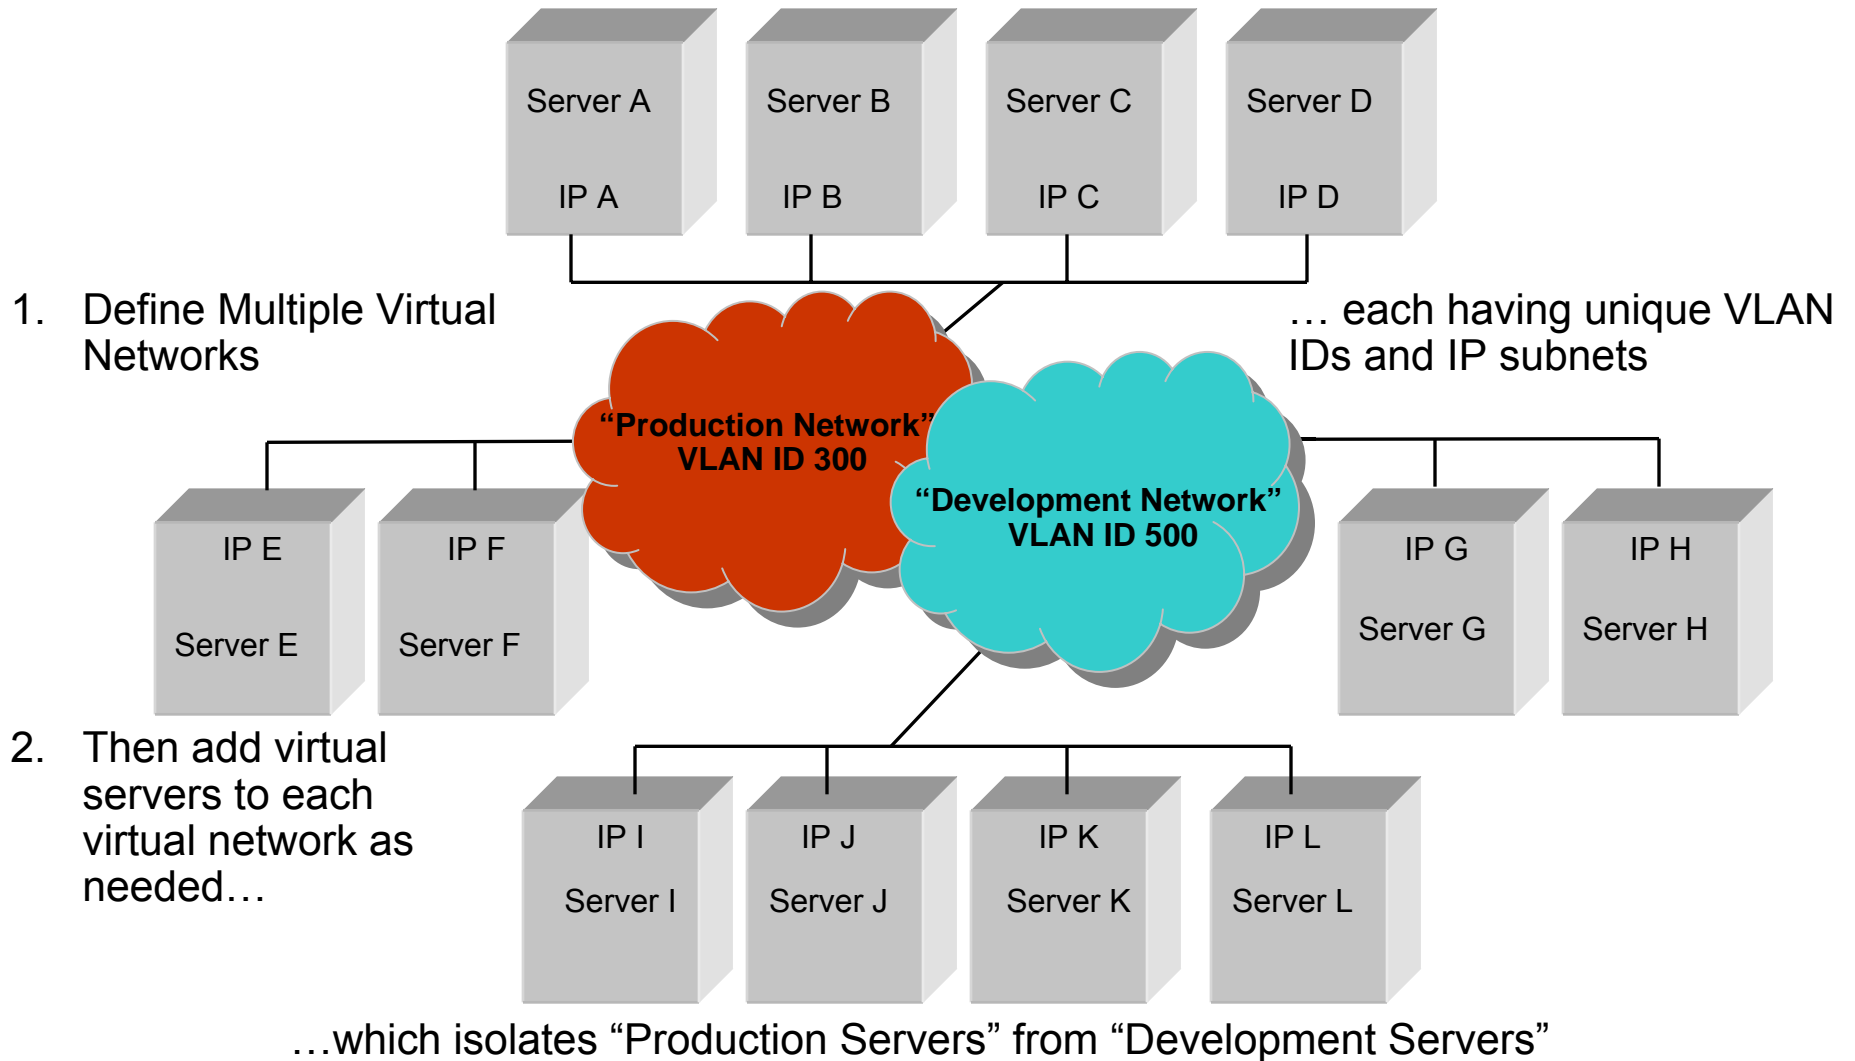 Server A
Server B
Server C
Server D
IP A
IP B
IP C
IP D
1. Define Multiple Virtual
Networks
… each having unique VLAN
IDs and IP subnets
“Production Network”
VLAN ID 300
“Development Network”
VLAN ID 500
IP E
IP F
IP G
IP H
Server E
Server F
Server G
Server H
2. Then add virtual
servers to each
virtual network as
needed…
IP I
IP J
IP K
IP L
Server I
Server J
Server K
Server L
…which isolates “Production Servers” from “Development Servers”